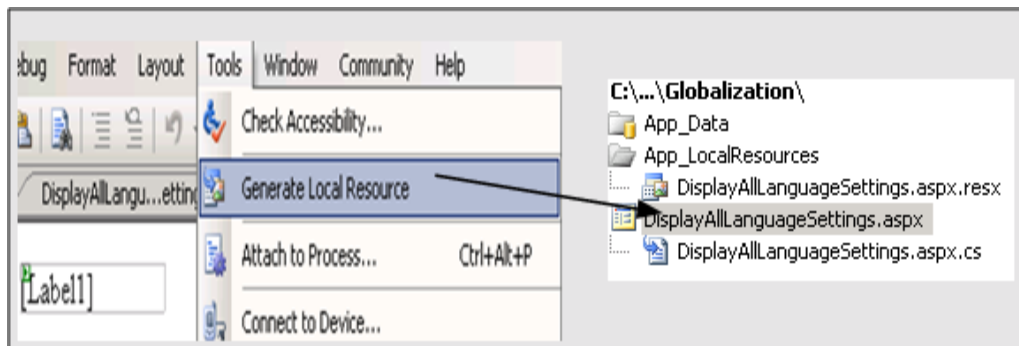 ebug Format Layout Tools Window Community Help
Check Accessibility...
DisplayAllLangu...etting
Generate Local Resource
Attach to Process... Ctrl+Alt+P
[Label1]
Connect to Device...
C:\...\Globalization\
App_Data
App_LocalResources
DisplayAllLanguageSettings.aspx.resx
DisplayAllLanguageSettings.aspx
DisplayAllLanguageSettings.aspx.cs